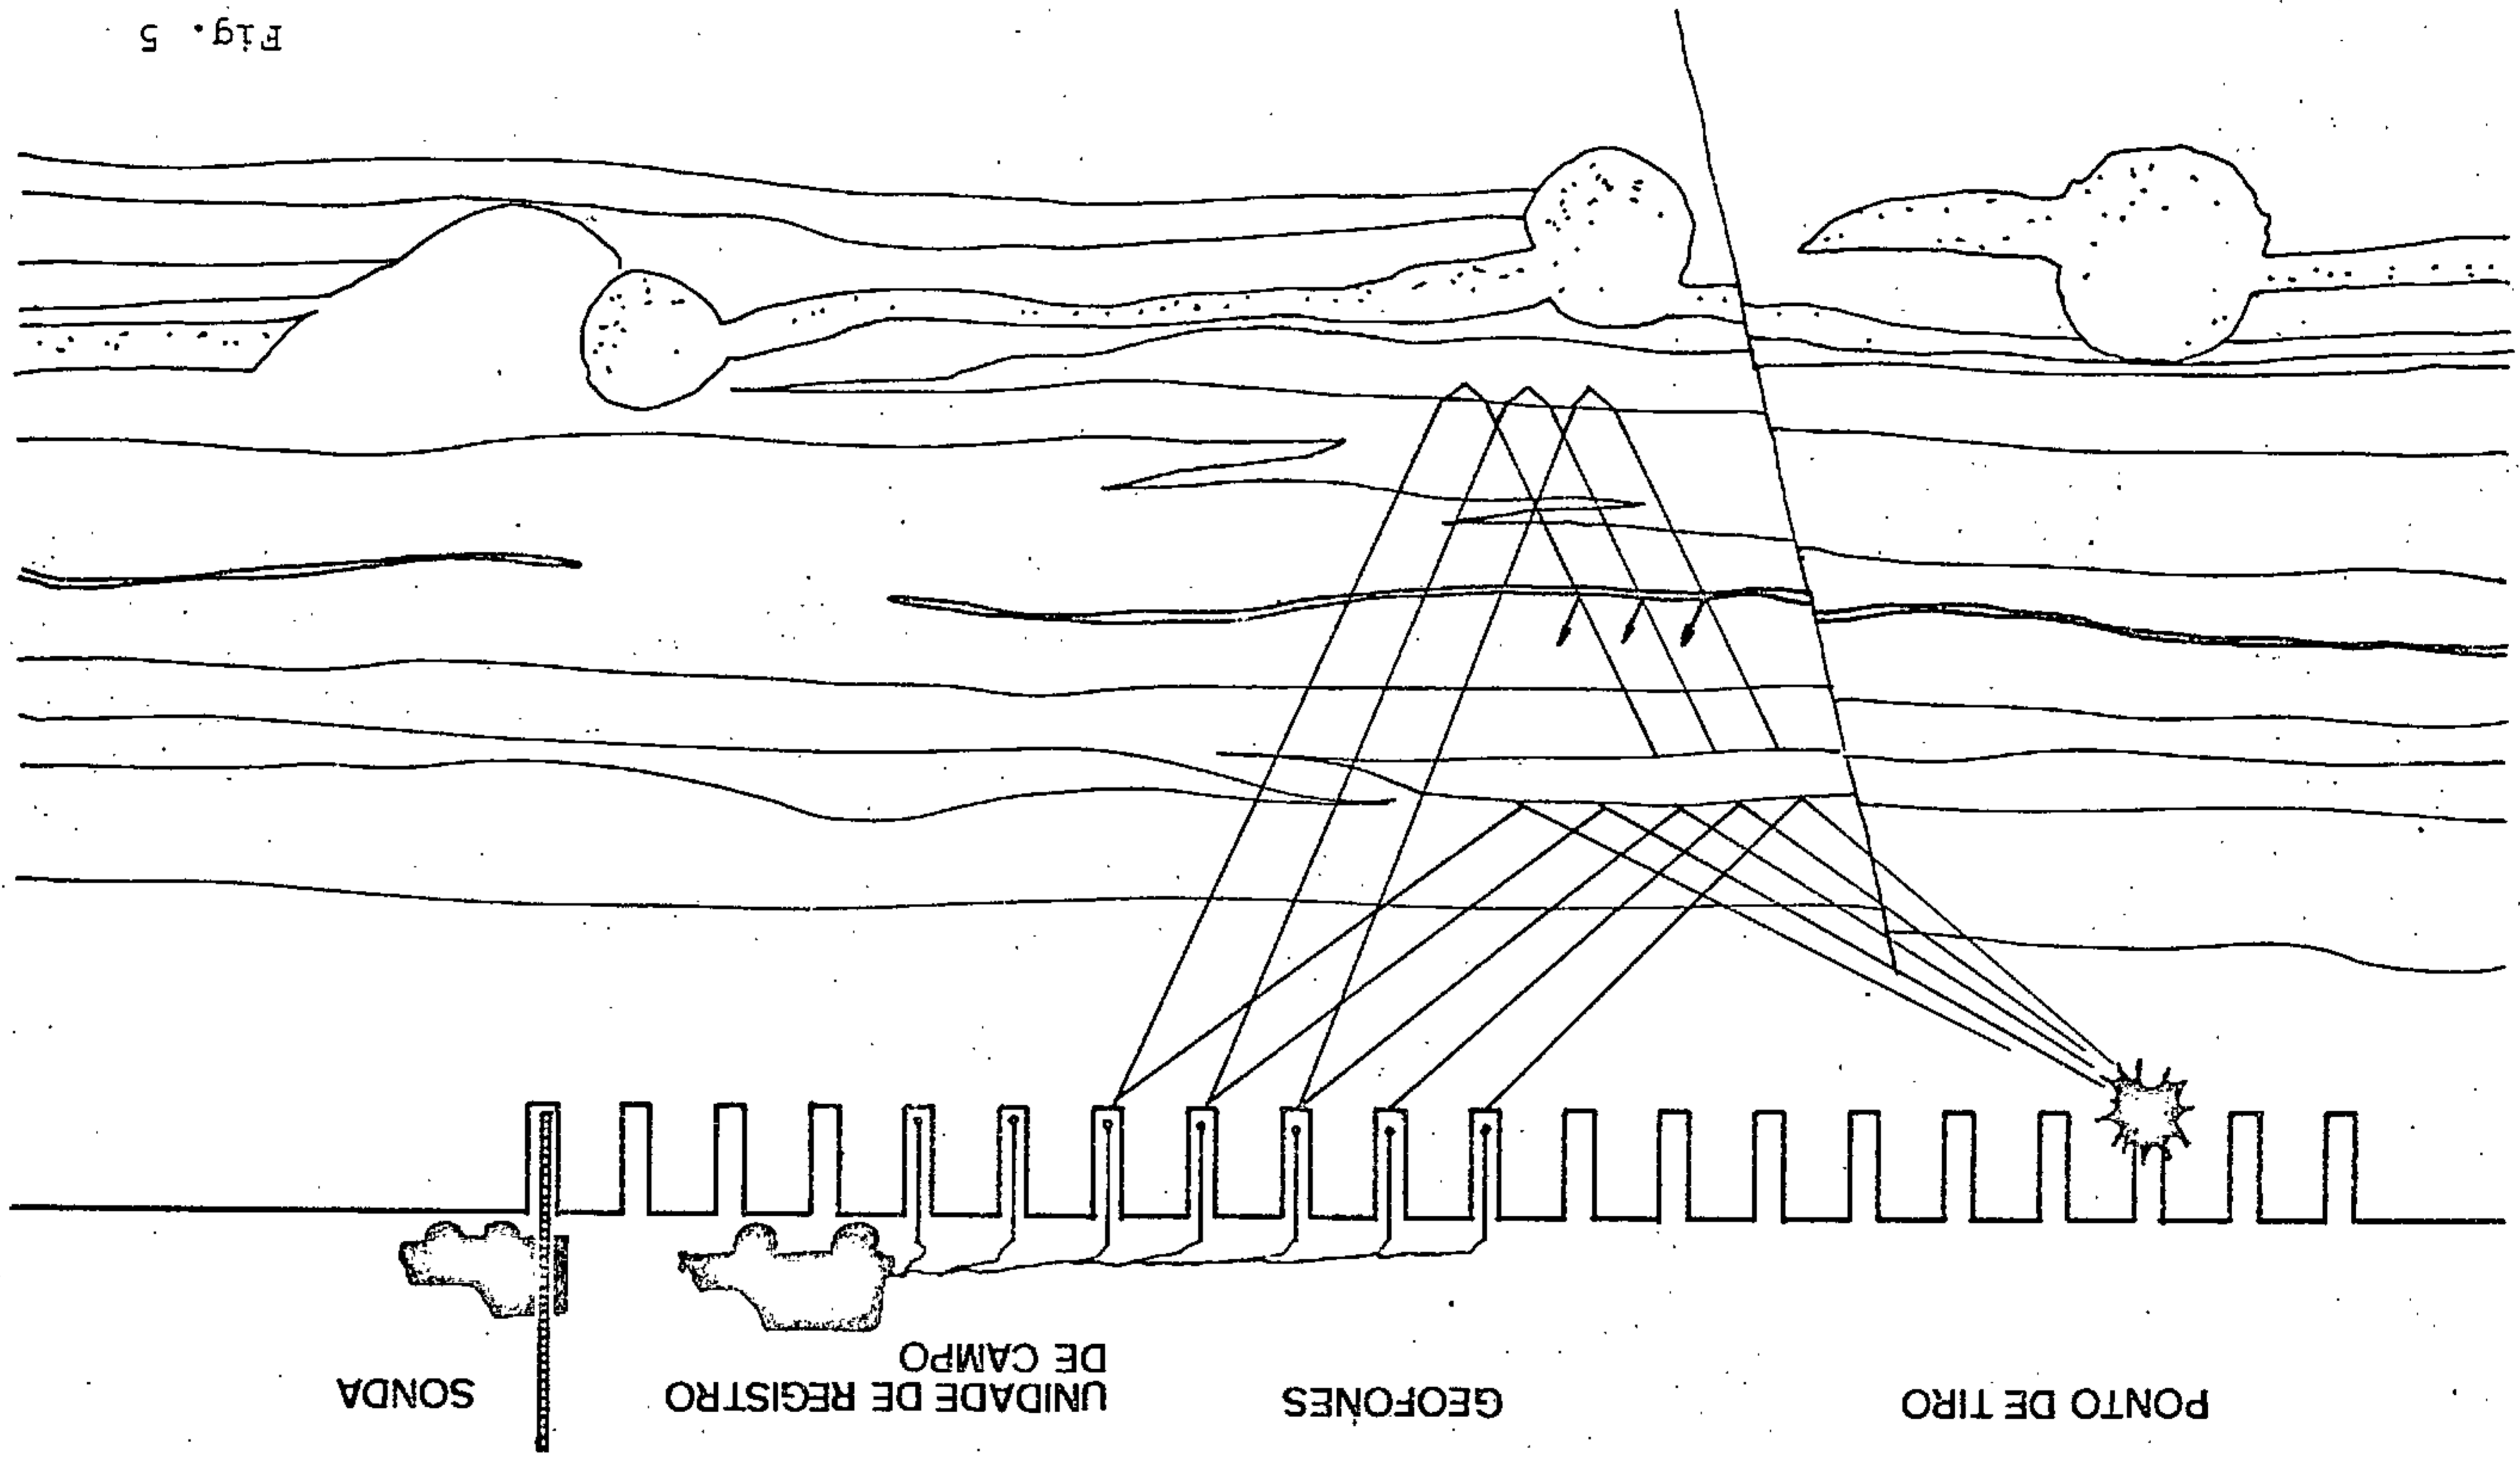 PONTO DE TIRO
GEOFONES
UNIDADE DE REGISTRO
DE CAMPO
SONDA
Fig. 5